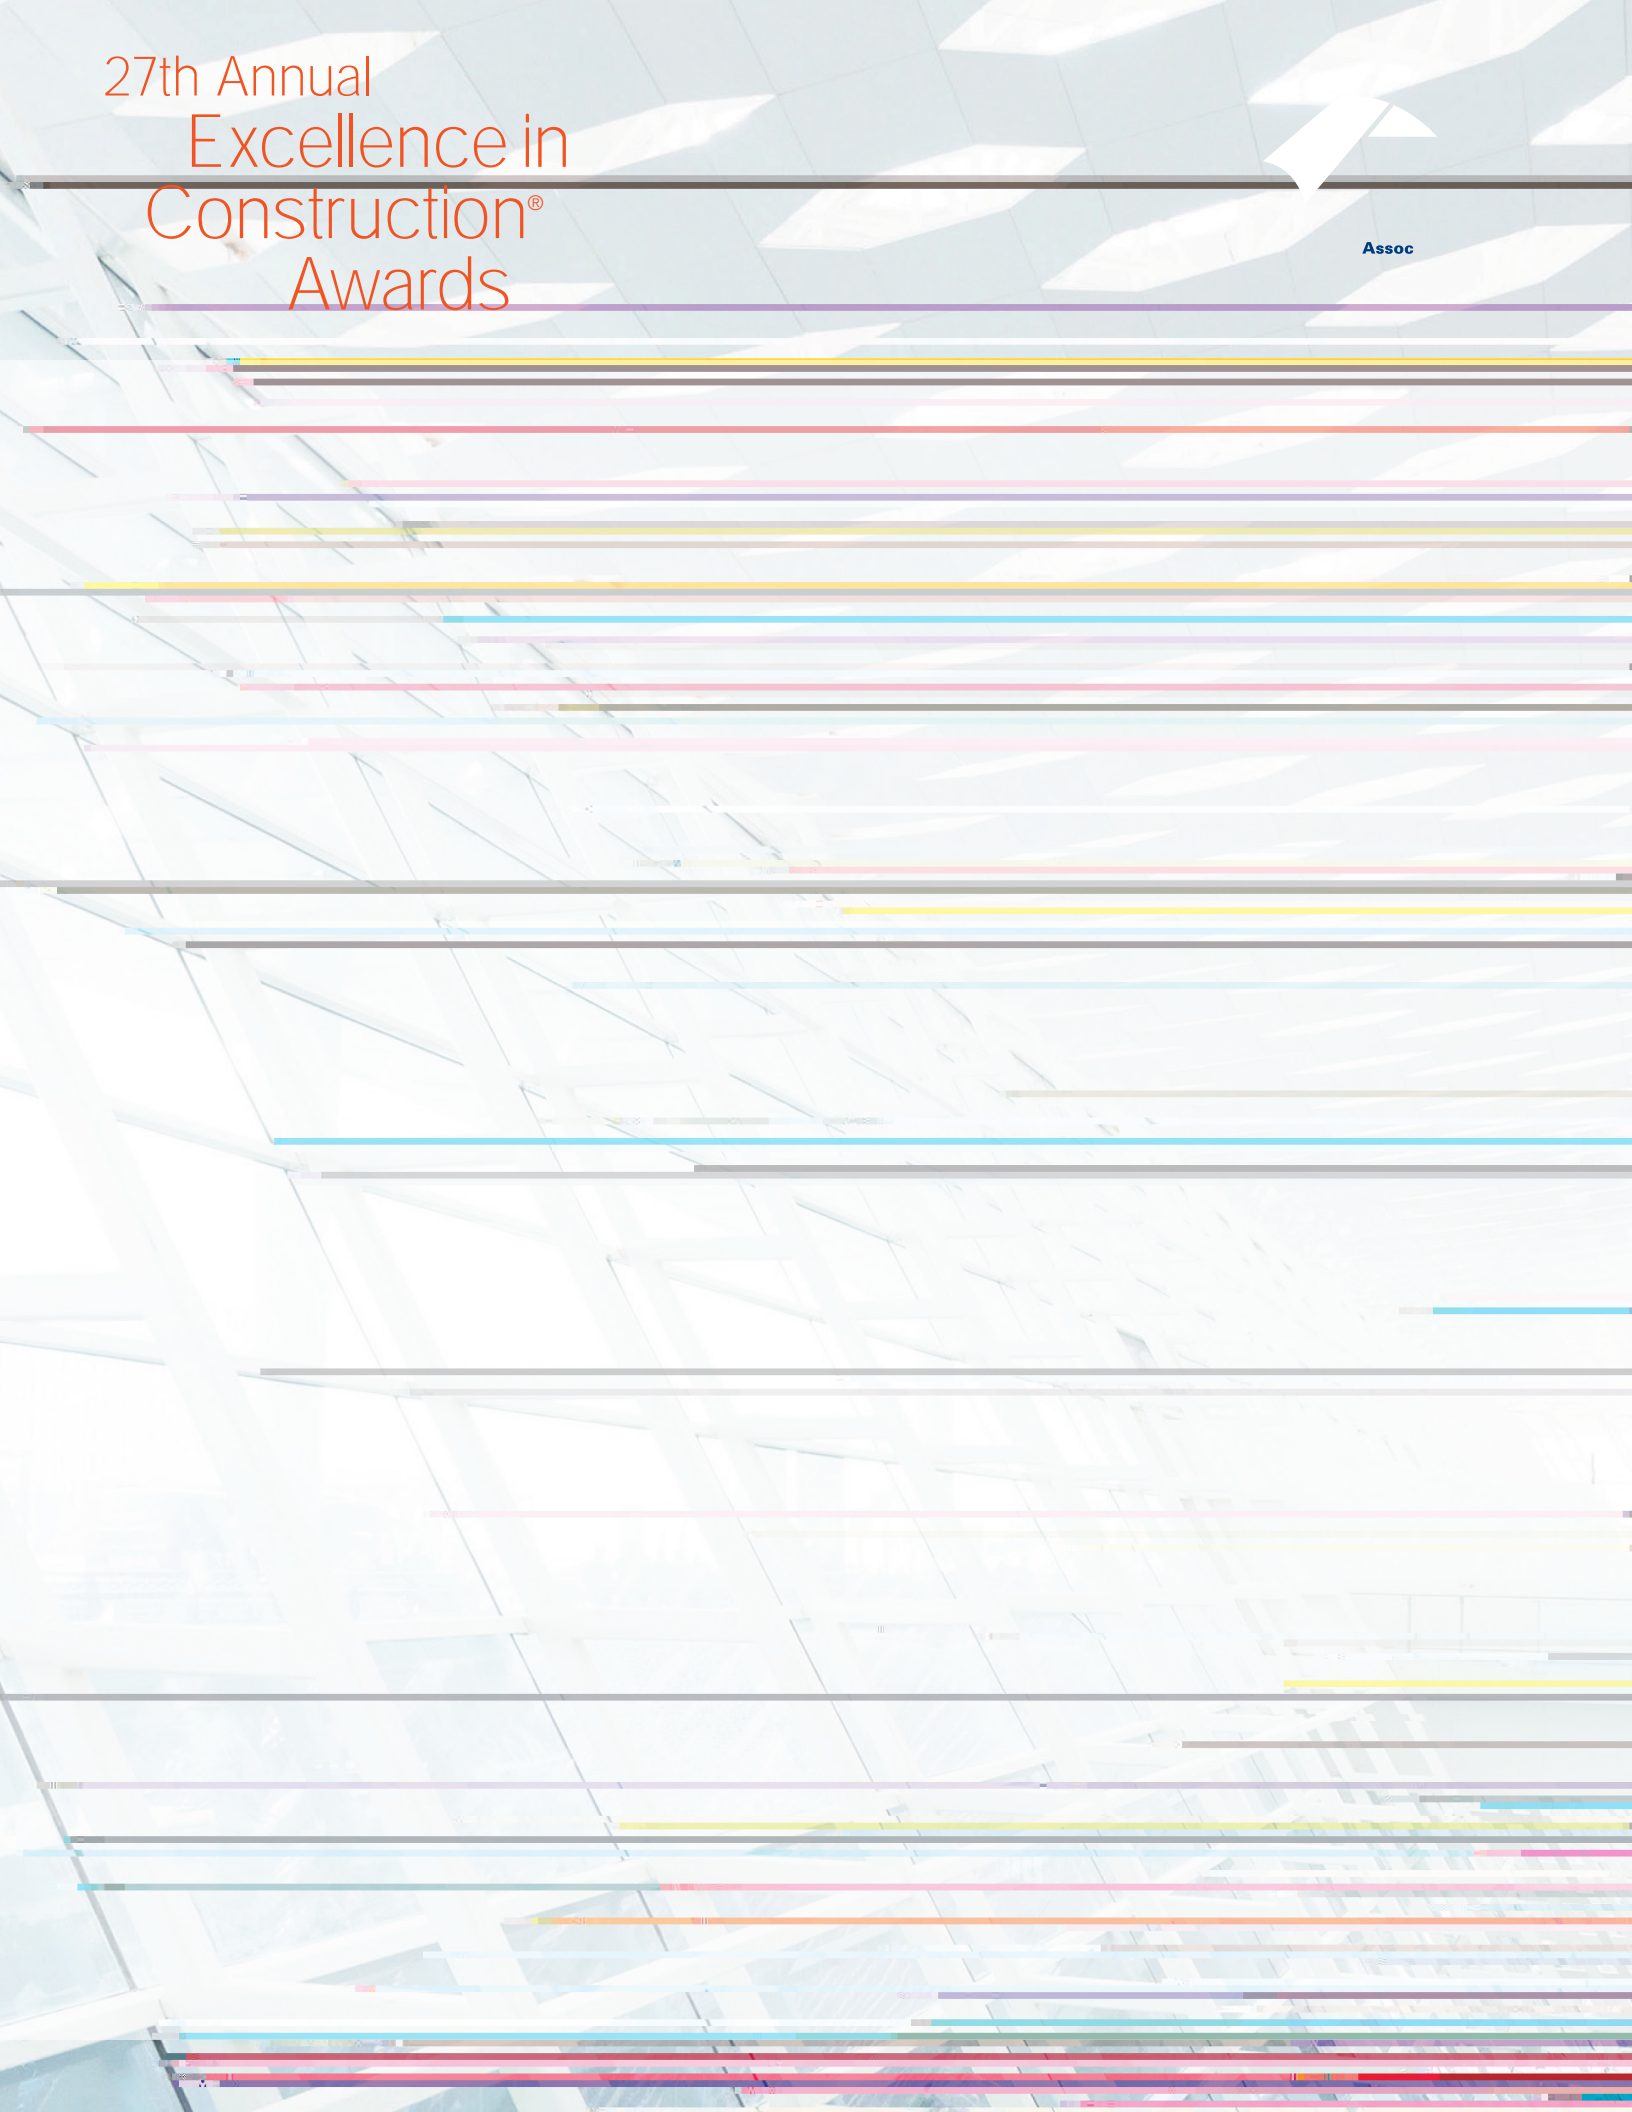 27th Annual
Excellence in
Construction®
Awards
Assoc